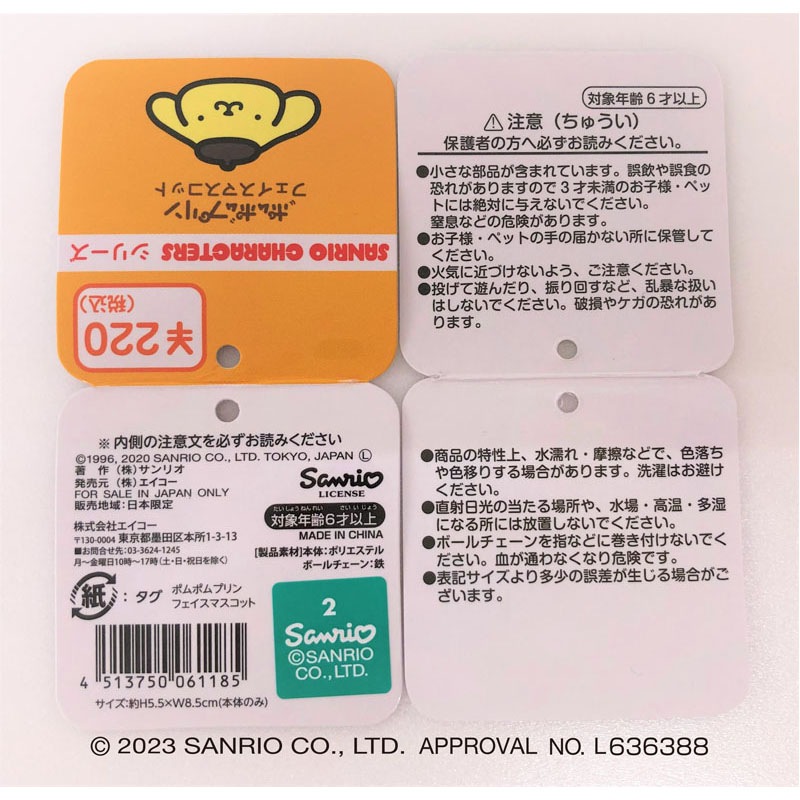 ポムポムプリン
フェイスマスコット
SANRIO CHARACTERS シリーズ
¥220
(税込)
対象年齢6才以上
⚠注意(ちゅうい)
保護者の方へ必ずお読みください。
●小さな部品が含まれています。誤飲や誤食の
恐れがありますので3才未満のお子様・ペッ
トには絶対に与えないでください。
窒息などの危険があります。
●お子様・ペットの手の届かない所に保管して
ください。
●火気に近づけないよう、ご注意ください。
●投げて遊んだり、振り回すなど、乱暴な扱い
はしないでください。破損やケガの恐れがあ
ります。
※内側の注意文を必ずお読みください
©1996, 2020 SANRIO CO., LTD. TOKYO, JAPAN Ⓛ
著作(株)サンリオ
発売元(株)エイコー
FOR SALE IN JAPAN ONLY
販売地域:日本限定
Sanrio
LICENSE
たいしょうねんれい さいいじょう
対象年齢6才以上
MADE IN CHINA
株式会社エイコー
〒130-0004 東京都墨田区本所1-3-13
■お問合せ先:03-3624-1245
月〜金曜日10時〜17時(土・日・祝日を除く)
[製品素材]本体:ポリエステル
ボールチェーン:鉄
紙:タグ ポムポムプリン
フェイスマスコット
4 513750 061185
サイズ:約H5.5×W8.5cm(本体のみ)
2
Sanrio
©SANRIO
CO.,LTD.
●商品の特性上、水濡れ・摩擦などで、色落ち
や色移りする場合があります。洗濯はお避け
ください。
●直射日光の当たる場所や、水場・高温・多湿
になる所には放置しないでください。
●ボールチェーンを指などに巻き付けないでく
ださい。血が通わなくなり危険です。
●表記サイズより多少の誤差が生じる場合がご
ざいます。
© 2023 SANRIO CO., LTD. APPROVAL NO. L636388